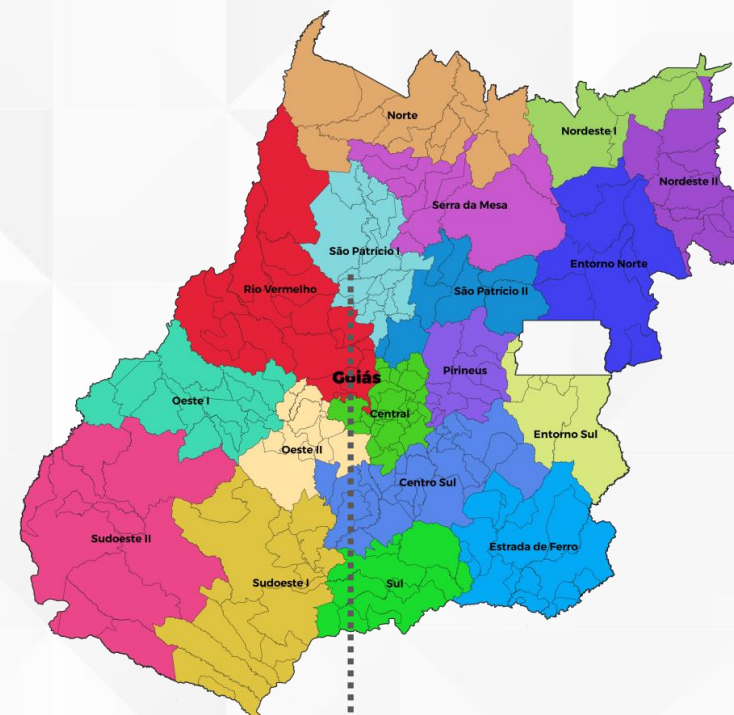 Norte
Nordeste I
Nordeste II
Serra da Mesa
São Patrício I
Entorno Norte
Rio Vermelho
São Patrício II
Pirineus
Goiás
Oeste I
Central
Entorno Sul
Oeste II
Centro Sul
Sudoeste II
Estrada de Ferro
Sudoeste I
Sul